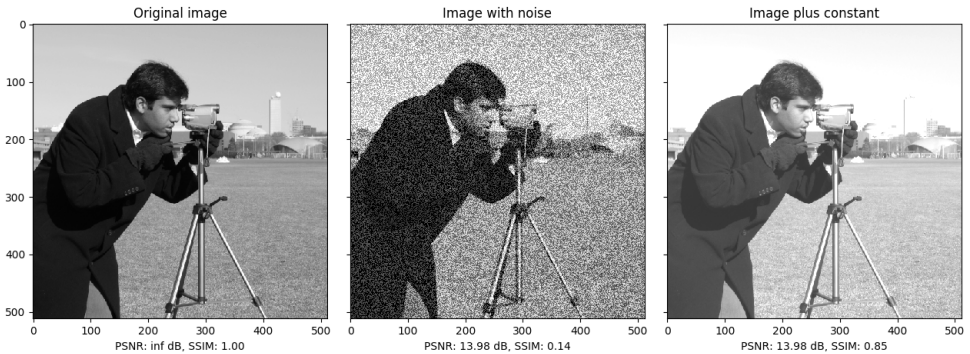 Original image
Image with noise
Image plus constant
0
100
200
300
400
500
0 100 200 300 400 500
0 100 200 300 400 500
0 100 200 300 400 500
PSNR: inf dB, SSIM: 1.00
PSNR: 13.98 dB, SSIM: 0.14
PSNR: 13.98 dB, SSIM: 0.85